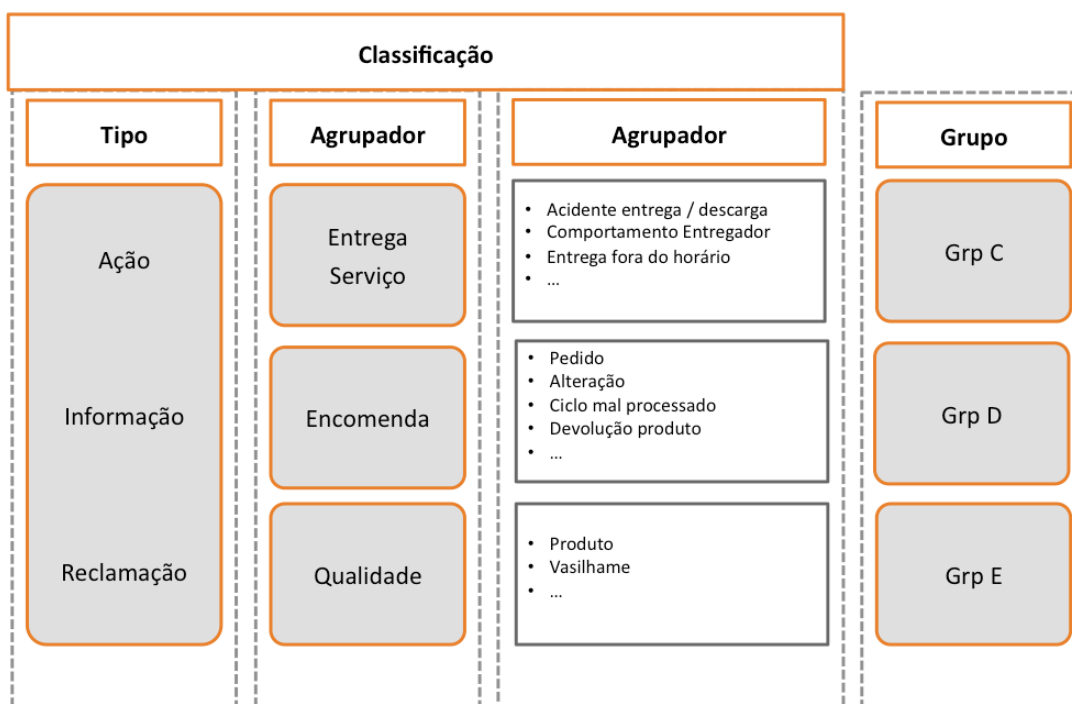 Classificação
Tipo
Agrupador
Agrupador
Grupo
Ação
Informação
Reclamação
Entrega
Serviço
Encomenda
Qualidade
• Acidente entrega / descarga
• Comportamento Entregador
• Entrega fora do horário
• ...
• Pedido
• Alteração
• Ciclo mal processado
• Devolução produto
• ...
• Produto
• Vasilhame
• ...
Grp C
Grp D
Grp E